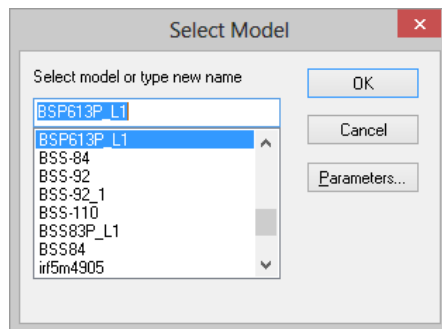 Select Model
Select model or type new name
BSP613P_L1
BSP613P_L1
BSS-84
BSS-92
BSS-92_1
BSS-110
BSS83P_L1
BSS84
irf5m4905
OK
Cancel
Parameters...